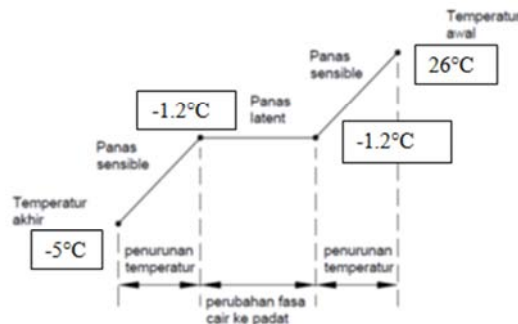 Temperatur
awal
26°C
Panas
sensible
-1.2°C
Panas
latent
-1.2°C
Panas
sensible
Temperatur
akhir
-5°C
penurunan
temperatur
perubahan fasa
cair ke padat
penurunan
temperatur